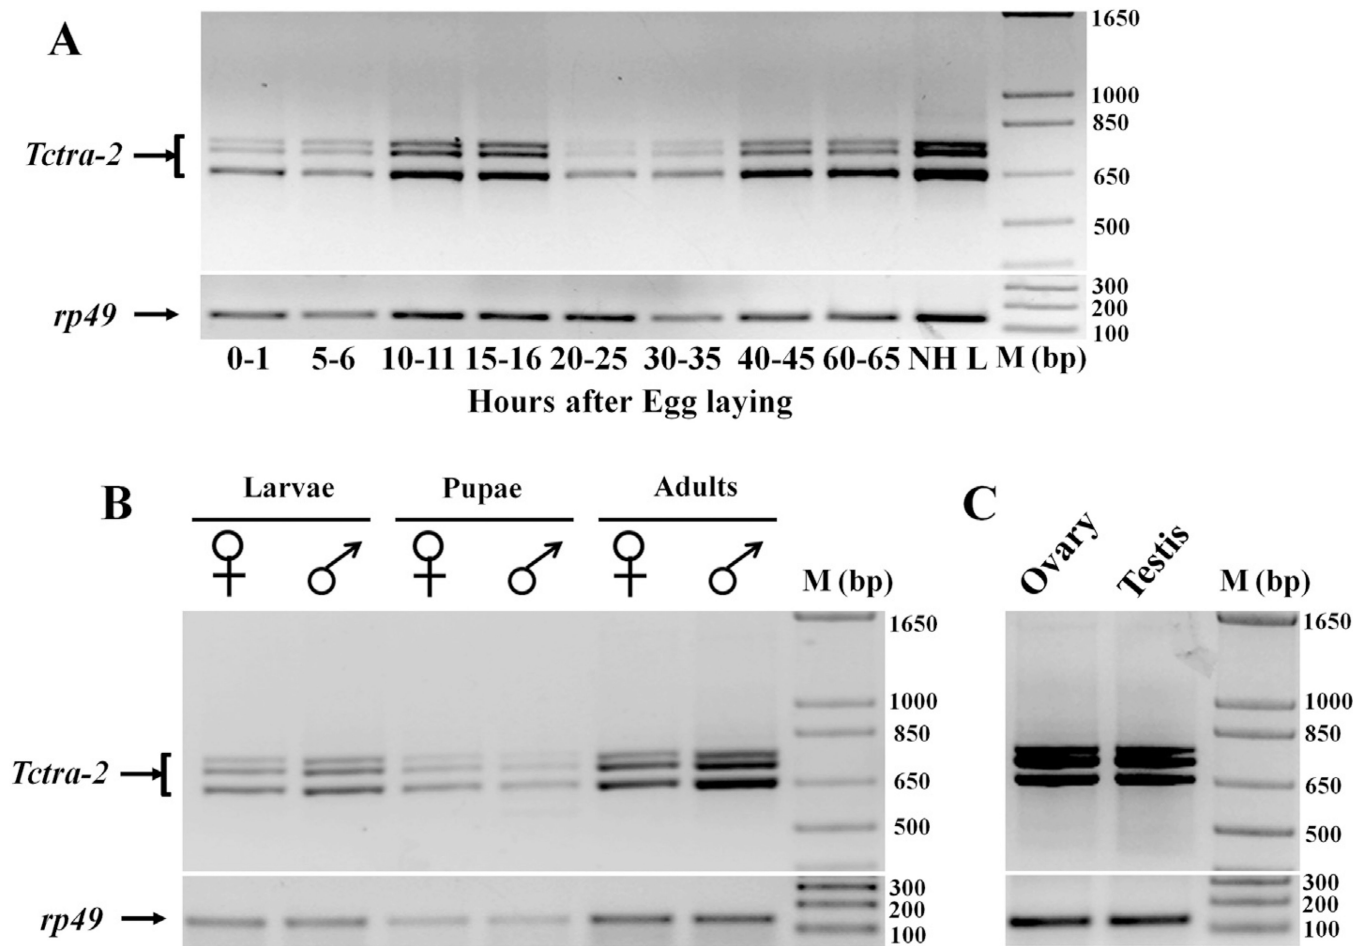 A
1650
1000
850
Tctra-2
650
500
300
rp49
200
100
0-1 5-6 10-11 15-16 20-25 30-35 40-45 60-65 NH L M (bp)
Hours after Egg laying
B
Larvae Pupae Adults
♀ ♂ ♀ ♂ ♀ ♂ M (bp)
1650
1000
850
Tctra-2
650
500
300
rp49
200
100
C
Ovary Testis M (bp)
1650
1000
850
650
500
300
200
100